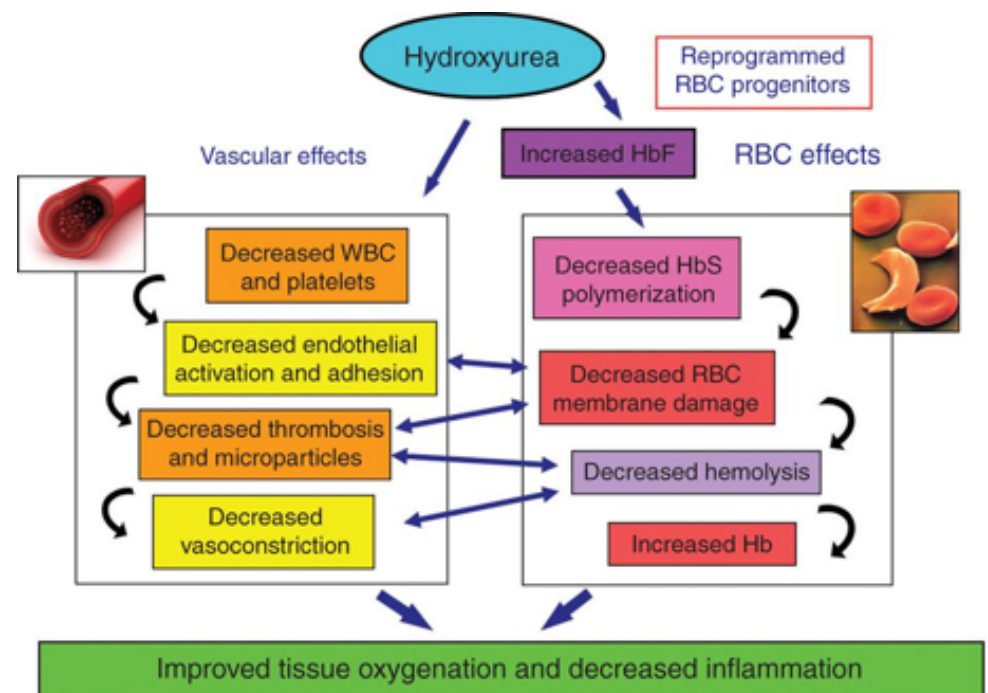 Hydroxyurea
Reprogrammed
RBC progenitors
Increased HbF
Vascular effects
RBC effects
Decreased WBC
and platelets
Decreased endothelial
activation and adhesion
Decreased thrombosis
and microparticles
Decreased
vasoconstriction
Decreased HbS
polymerization
Decreased RBC
membrane damage
Decreased hemolysis
Increased Hb
Improved tissue oxygenation and decreased inflammation